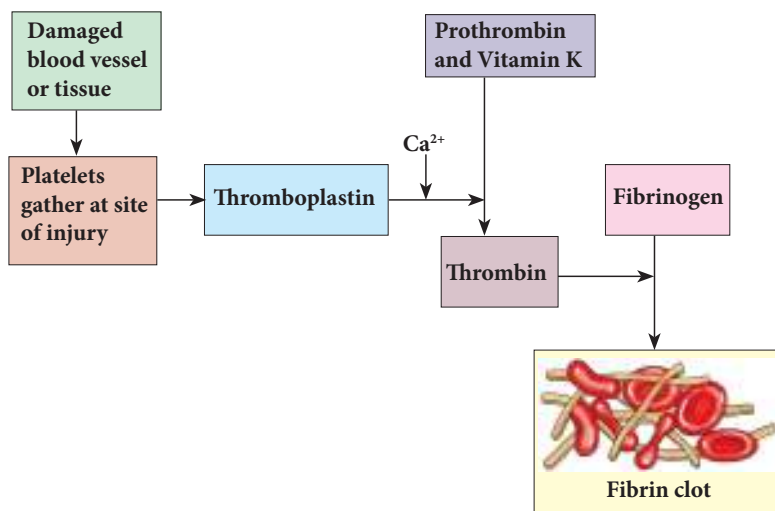 Damaged
blood vessel
or tissue
Prothrombin
and Vitamin K
Ca²⁺
Platelets
gather at site
of injury
Thromboplastin
Fibrinogen
Thrombin
Fibrin clot